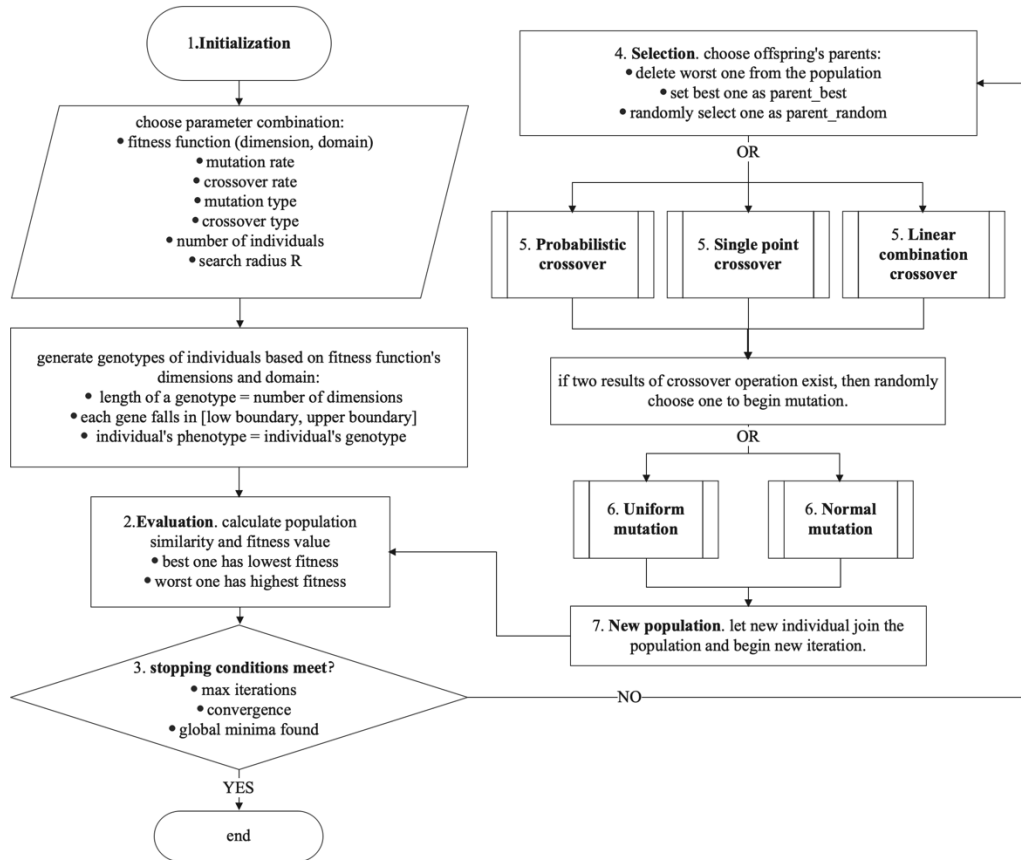 1.Initialization
choose parameter combination:
• fitness function (dimension, domain)
• mutation rate
• crossover rate
• mutation type
• crossover type
• number of individuals
• search radius R
generate genotypes of individuals based on fitness function's
dimensions and domain:
• length of a genotype = number of dimensions
• each gene falls in [low boundary, upper boundary]
• individual's phenotype = individual's genotype
2.Evaluation. calculate population
similarity and fitness value
• best one has lowest fitness
• worst one has highest fitness
3. stopping conditions meet?
• max iterations
• convergence
• global minima found
YES
end
NO
4. Selection. choose offspring's parents:
• delete worst one from the population
• set best one as parent_best
• randomly select one as parent_random
OR
5. Probabilistic
crossover
5. Single point
crossover
5. Linear
combination
crossover
if two results of crossover operation exist, then randomly
choose one to begin mutation.
OR
6. Uniform
mutation
6. Normal
mutation
7. New population. let new individual join the
population and begin new iteration.